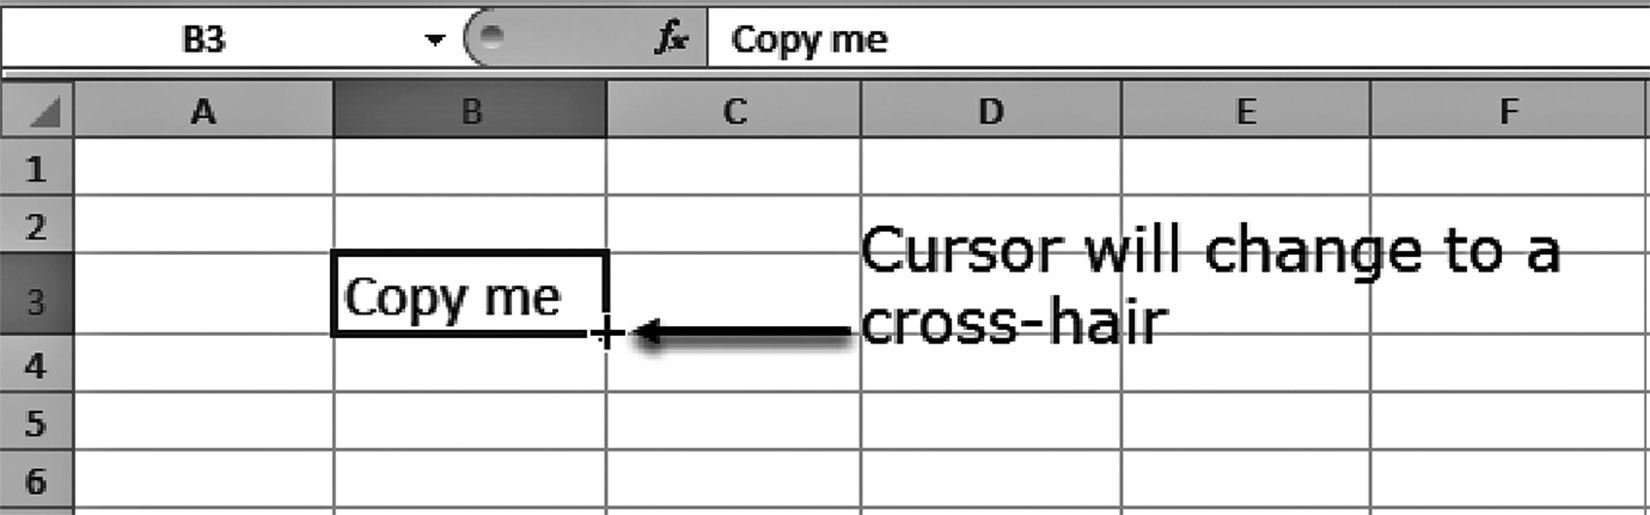 B3 fx Copy me
A B C D E F
1
2
Cursor will change to a
3 Copy me
cross-hair
4
5
6